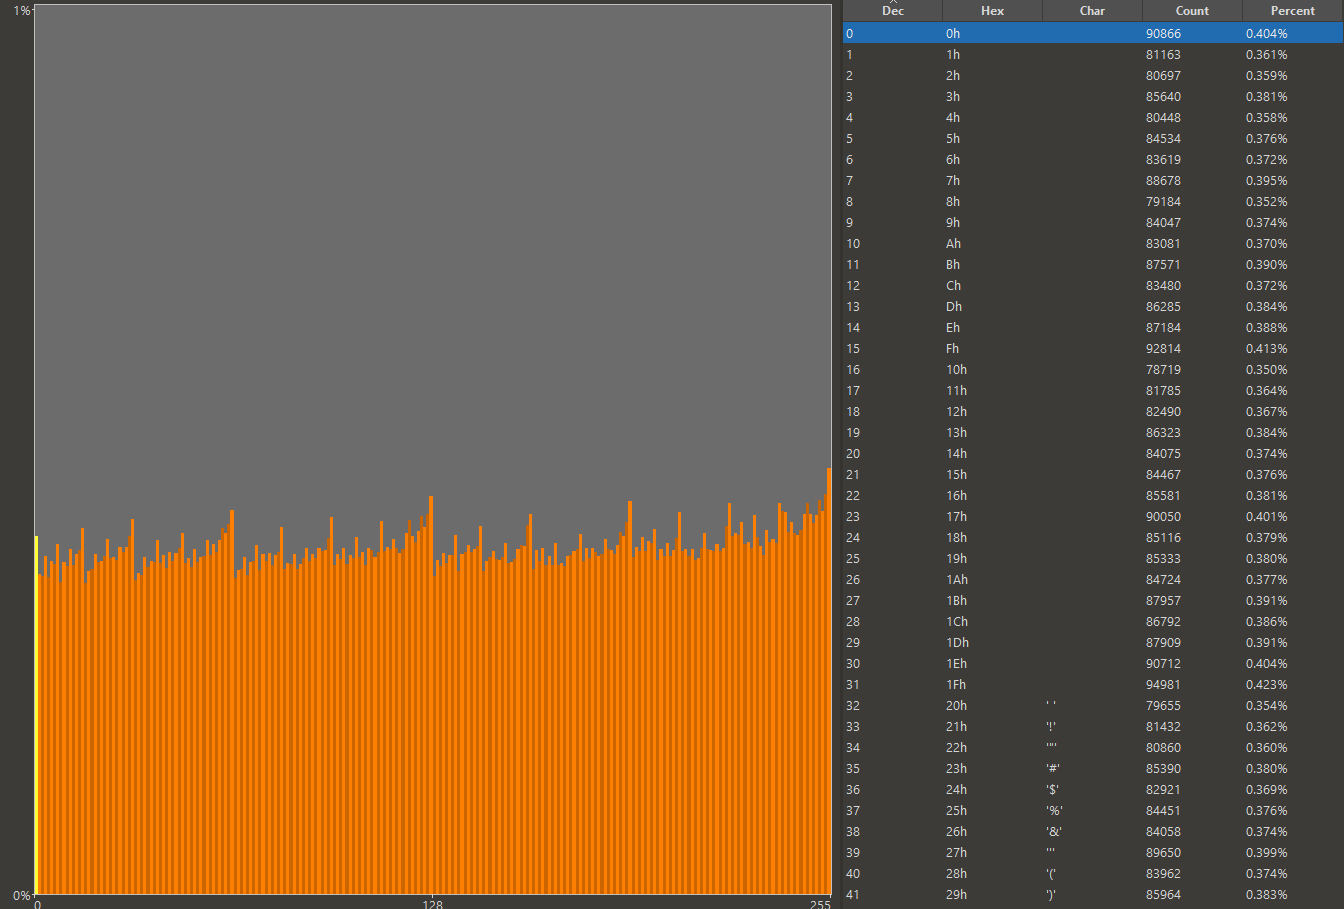 1%
0%
0 128 255
Dec Hex Char Count Percent
0 0h 90866 0.404%
1 1h 81163 0.361%
2 2h 80697 0.359%
3 3h 85640 0.381%
4 4h 80448 0.358%
5 5h 84534 0.376%
6 6h 83619 0.372%
7 7h 88678 0.395%
8 8h 79184 0.352%
9 9h 84047 0.374%
10 Ah 83081 0.370%
11 Bh 87571 0.390%
12 Ch 83480 0.372%
13 Dh 86285 0.384%
14 Eh 87184 0.388%
15 Fh 92814 0.413%
16 10h 78719 0.350%
17 11h 81785 0.364%
18 12h 82490 0.367%
19 13h 86323 0.384%
20 14h 84075 0.374%
21 15h 84467 0.376%
22 16h 85581 0.381%
23 17h 90050 0.401%
24 18h 85116 0.379%
25 19h 85333 0.380%
26 1Ah 84724 0.377%
27 1Bh 87957 0.391%
28 1Ch 86792 0.386%
29 1Dh 87909 0.391%
30 1Eh 90712 0.404%
31 1Fh 94981 0.423%
32 20h ' ' 79655 0.354%
33 21h '!' 81432 0.362%
34 22h '"' 80860 0.360%
35 23h '#' 85390 0.380%
36 24h '$' 82921 0.369%
37 25h '%' 84451 0.376%
38 26h '&' 84058 0.374%
39 27h ''' 89650 0.399%
40 28h '(' 83962 0.374%
41 29h ')' 85964 0.383%